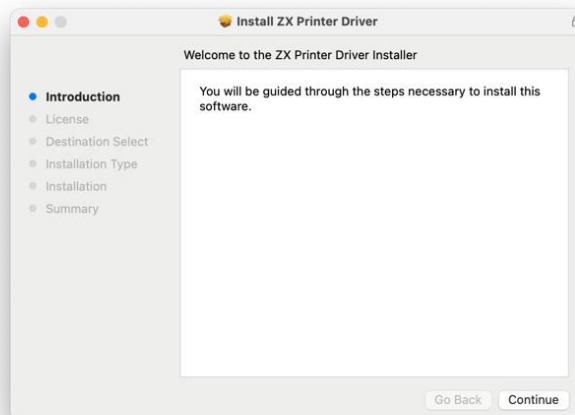 Install ZX Printer Driver
Welcome to the ZX Printer Driver Installer
Introduction
License
Destination Select
Installation Type
Installation
Summary
You will be guided through the steps necessary to install this
software.
Go Back
Continue